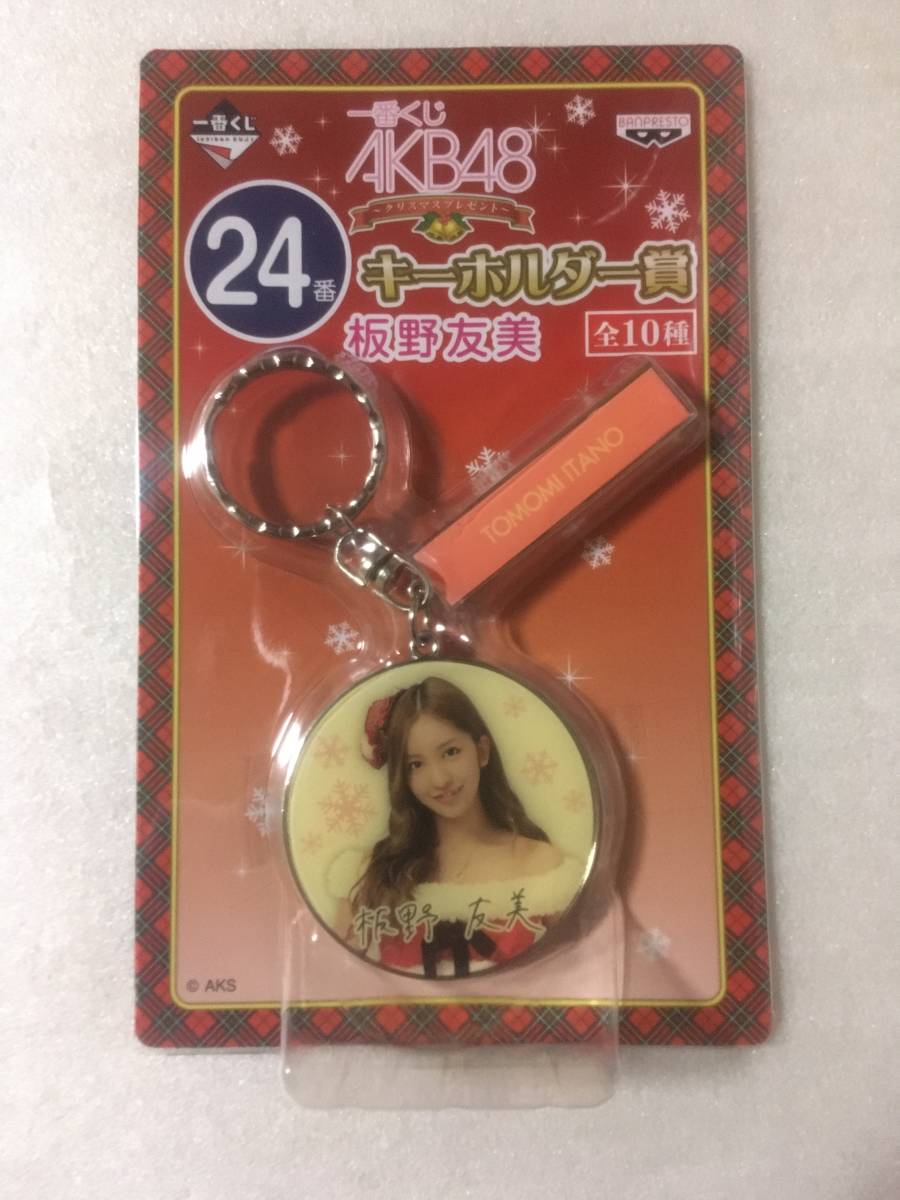 一番くじ
ichiban KUJI
一番くじ
AKB48
～クリスマスプレゼント～
BANPRESTO
24番
キーホルダー賞
板野友美
全10種
TOMOMI ITANO
板野 友美
© AKS